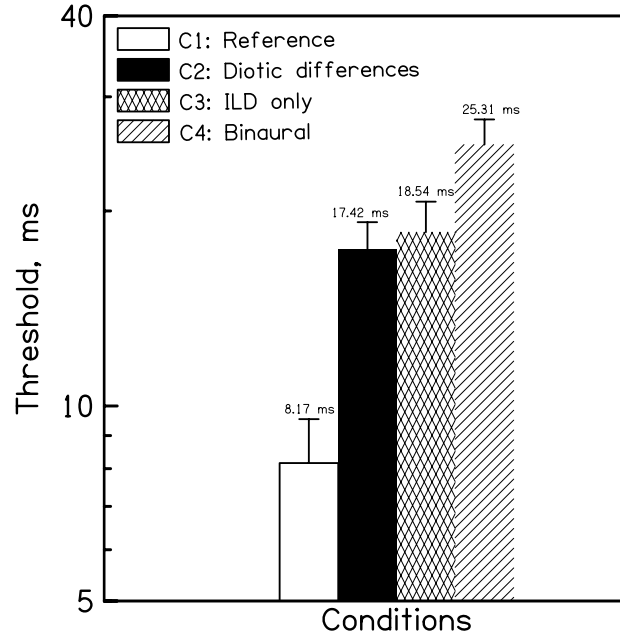 40
C1: Reference
C2: Diotic differences
C3: ILD only
C4: Binaural
25.31 ms
18.54 ms
17.42 ms
8.17 ms
Threshold, ms
10
5
Conditions